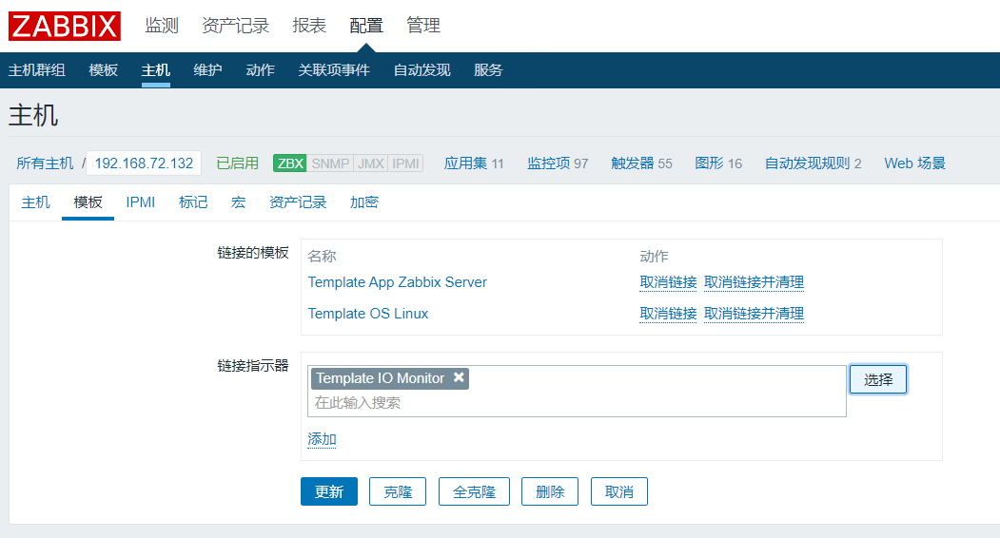 ZABBIX 监测 资产记录 报表 配置 管理
主机群组 模板 主机 维护 动作 关联项事件 自动发现 服务
主机
所有主机 / 192.168.72.132 已启用 ZBX SNMP JMX IPMI 应用集 11 监控项 97 触发器 55 图形 16 自动发现规则 2 Web 场景
主机 模板 IPMI 标记 宏 资产记录 加密
链接的模板 名称 动作
Template App Zabbix Server 取消链接 取消链接并清理
Template OS Linux 取消链接 取消链接并清理
链接指示器
Template IO Monitor ✖ 选择
在此输入搜索
添加
更新 克隆 全克隆 删除 取消